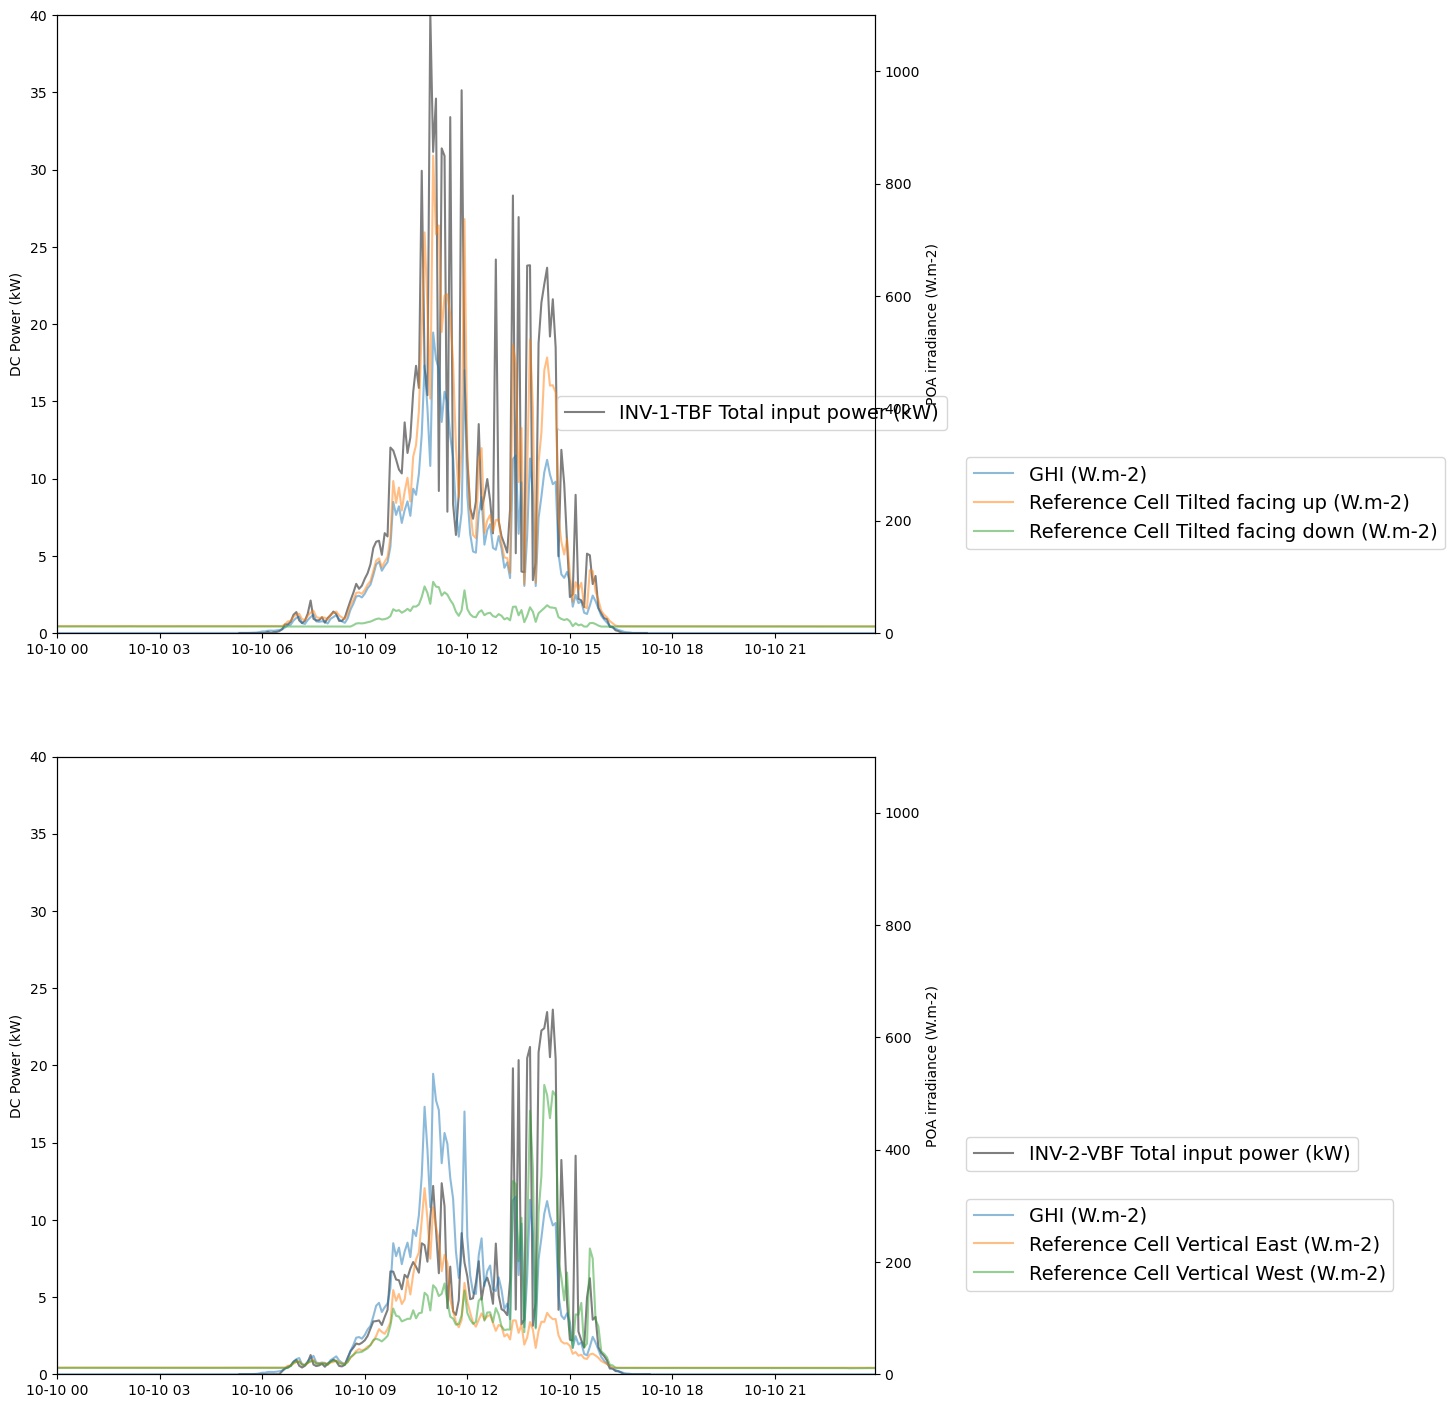 40
35
30
25
20
15
10
5
0
DC Power (kW)
1000
800
600
400
200
0
POA irradiance (W.m-2)
INV-1-TBF Total input power (kW)
GHI (W.m-2)
Reference Cell Tilted facing up (W.m-2)
Reference Cell Tilted facing down (W.m-2)
10-10 00 10-10 03 10-10 06 10-10 09 10-10 12 10-10 15 10-10 18 10-10 21
40
35
30
25
20
15
10
5
0
DC Power (kW)
1000
800
600
400
200
0
POA irradiance (W.m-2)
INV-2-VBF Total input power (kW)
GHI (W.m-2)
Reference Cell Vertical East (W.m-2)
Reference Cell Vertical West (W.m-2)
10-10 00 10-10 03 10-10 06 10-10 09 10-10 12 10-10 15 10-10 18 10-10 21